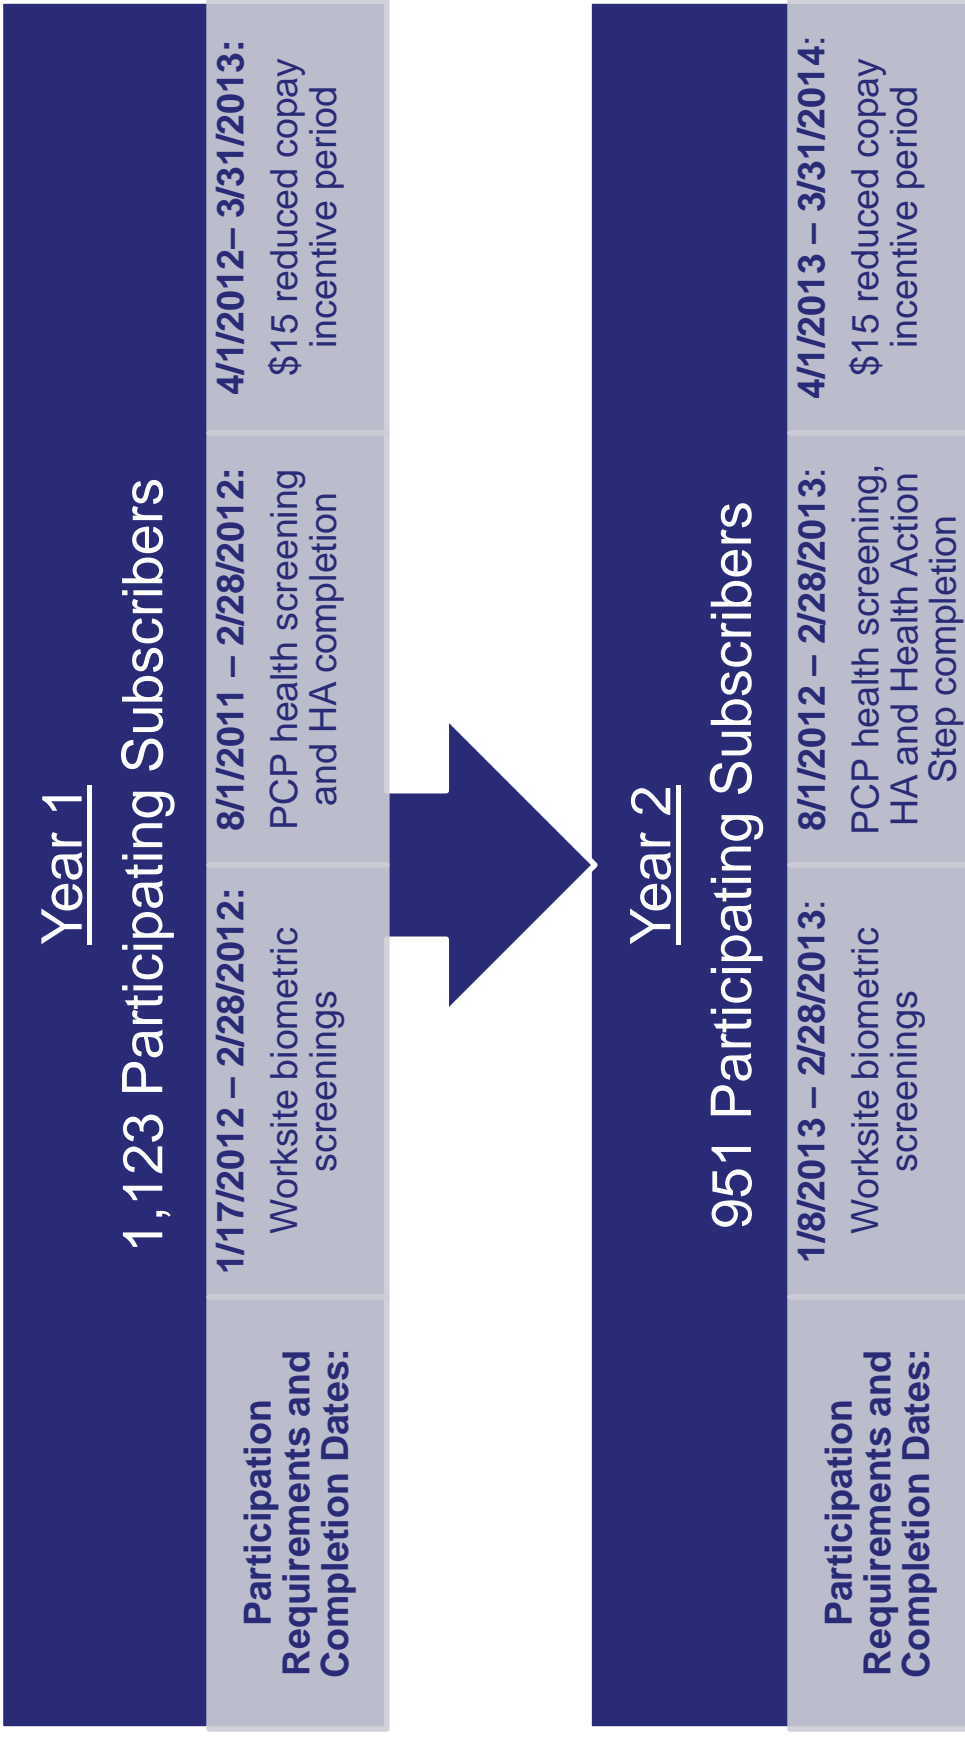 Year 1
1,123 Participating Subscribers
Participation
Requirements and
Completion Dates:
1/17/2012 – 2/28/2012:
Worksite biometric
screenings
8/1/2011 – 2/28/2012:
PCP health screening
and HA completion
4/1/2012– 3/31/2013:
$15 reduced copay
incentive period
Year 2
951 Participating Subscribers
Participation
Requirements and
Completion Dates:
1/8/2013 – 2/28/2013:
Worksite biometric
screenings
8/1/2012 – 2/28/2013:
PCP health screening,
HA and Health Action
Step completion
4/1/2013 – 3/31/2014:
$15 reduced copay
incentive period